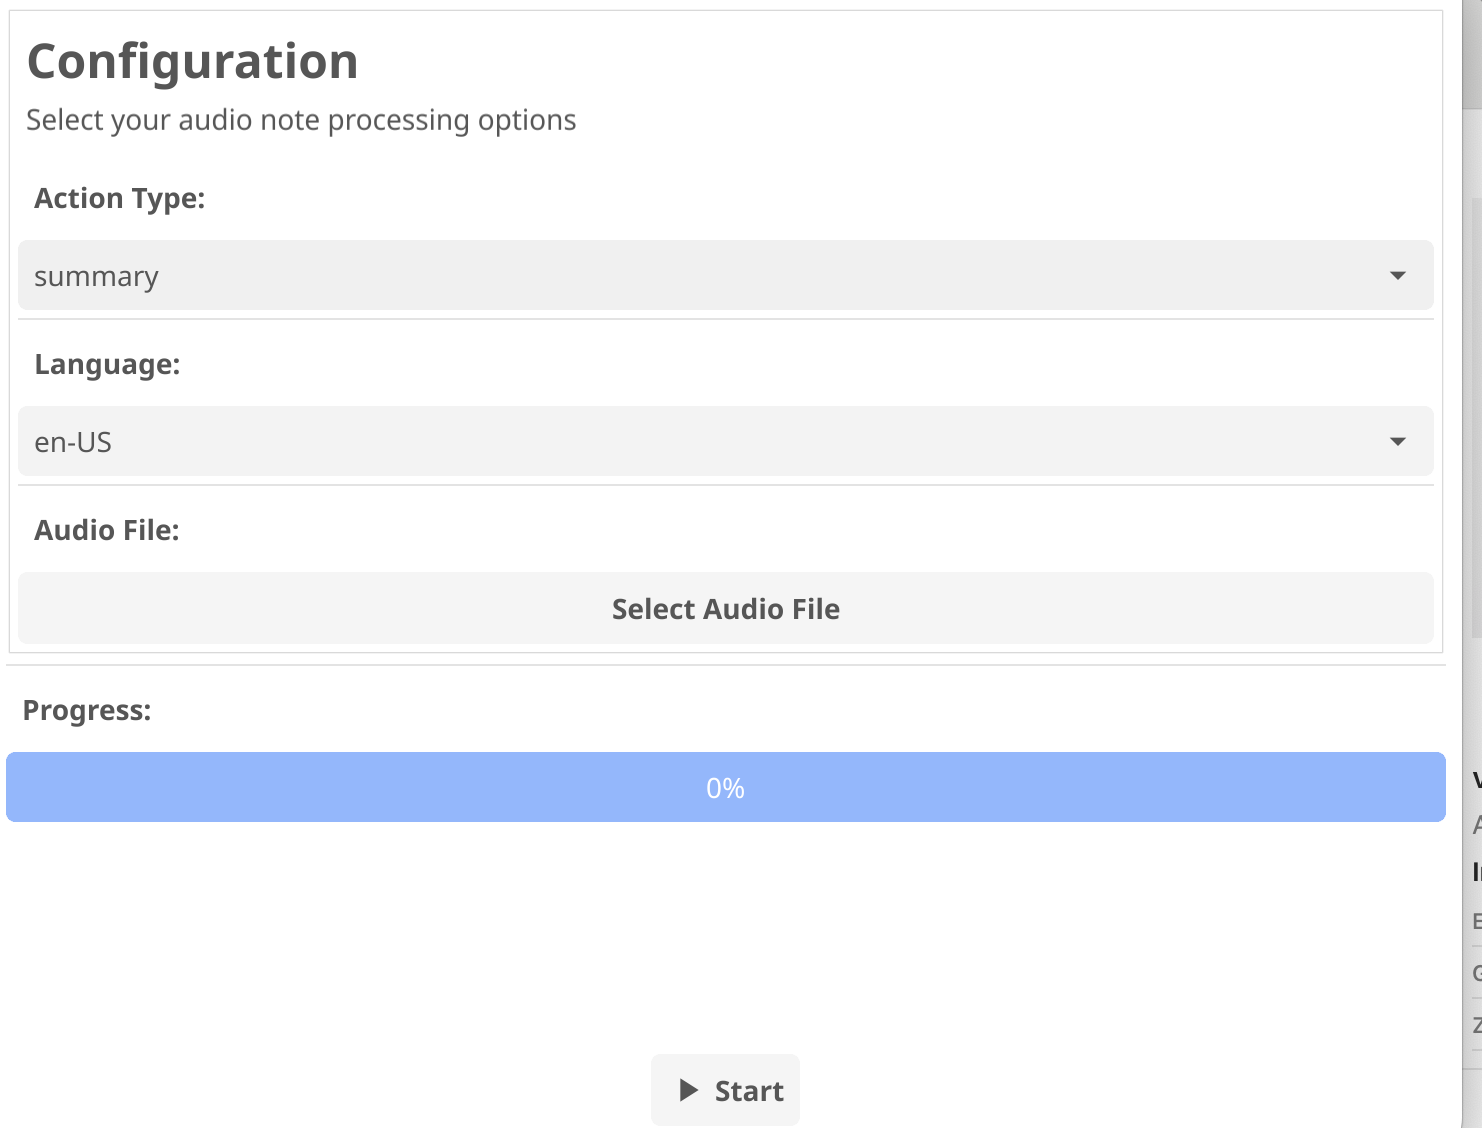 Configuration
Select your audio note processing options
Action Type:
summary
Language:
en-US
Audio File:
Select Audio File
Progress:
0%
Start